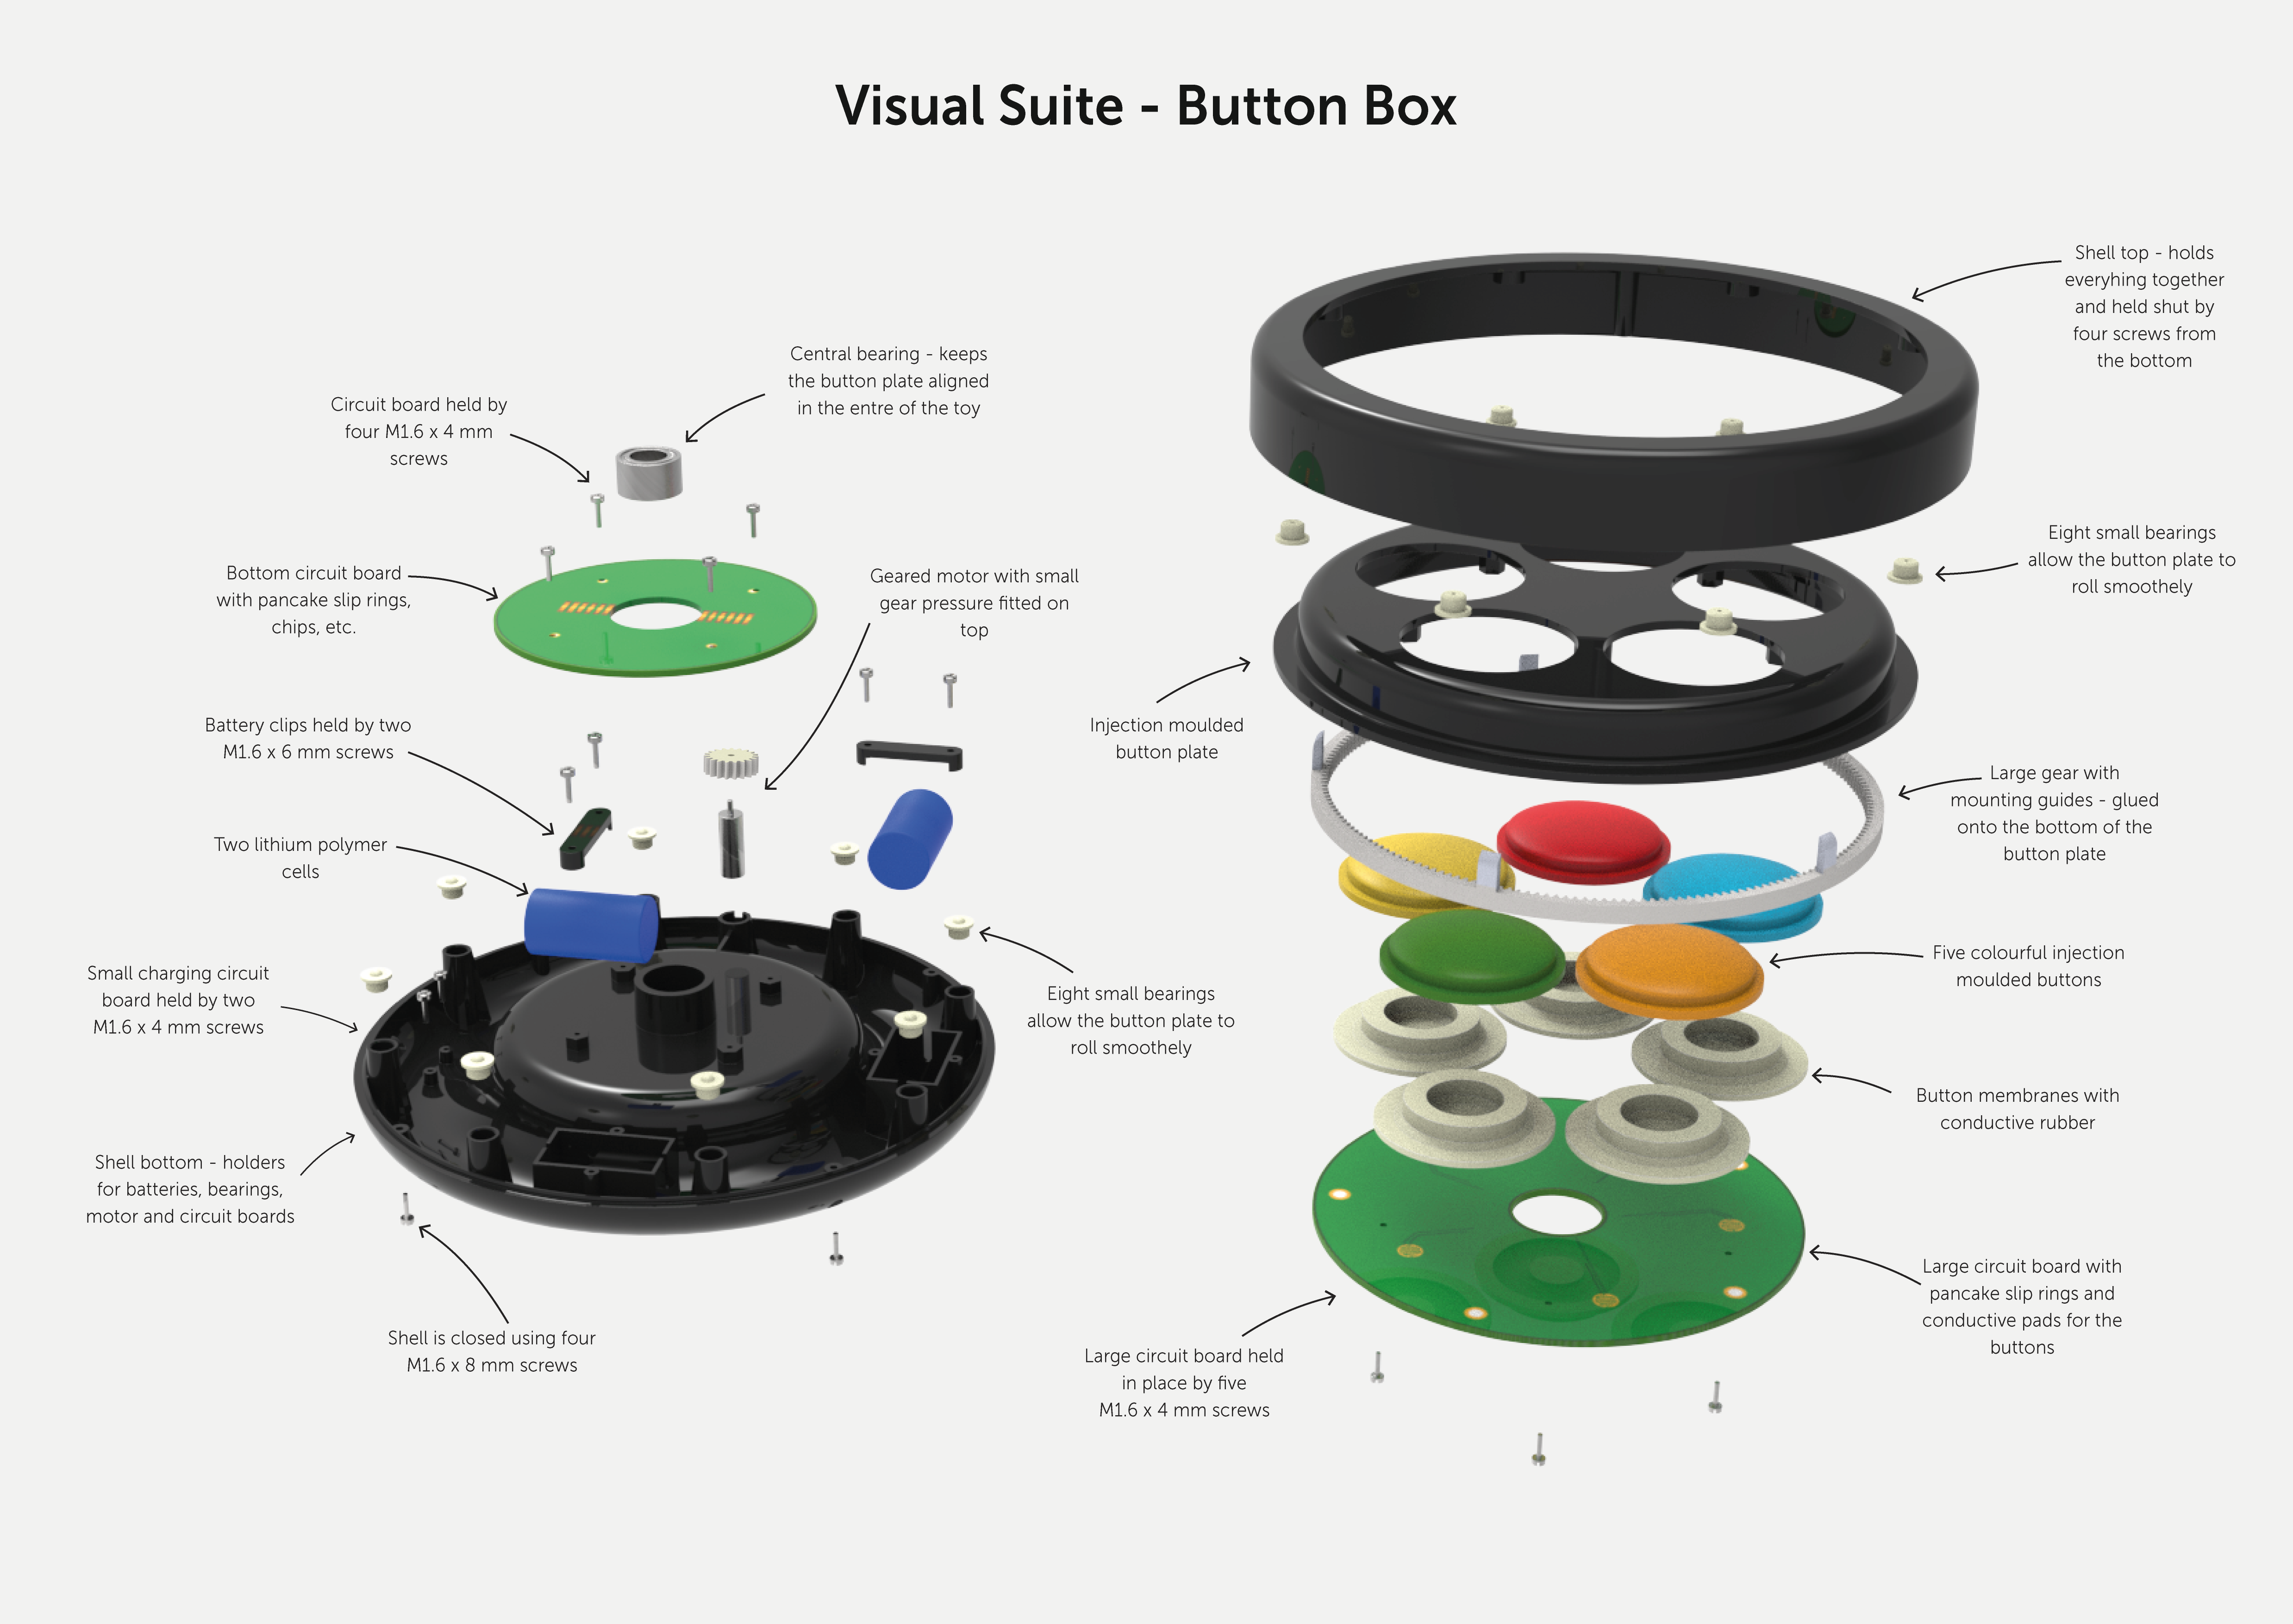 Visual Suite - Button Box
Shell top - holds
everyhing together
and held shut by
four screws from
the bottom
Central bearing - keeps
the button plate aligned
in the entre of the toy
Circuit board held by
four M1.6 x 4 mm
screws
Eight small bearings
allow the button plate to
roll smoothely
Bottom circuit board
with pancake slip rings,
chips, etc.
Geared motor with small
gear pressure fitted on
top
Injection moulded
button plate
Battery clips held by two
M1.6 x 6 mm screws
Large gear with
mounting guides - glued
onto the bottom of the
button plate
Two lithium polymer
cells
Five colourful injection
moulded buttons
Small charging circuit
board held by two
M1.6 x 4 mm screws
Eight small bearings
allow the button plate to
roll smoothely
Button membranes with
conductive rubber
Shell bottom - holders
for batteries, bearings,
motor and circuit boards
Large circuit board with
pancake slip rings and
conductive pads for the
buttons
Shell is closed using four
M1.6 x 8 mm screws
Large circuit board held
in place by five
M1.6 x 4 mm screws